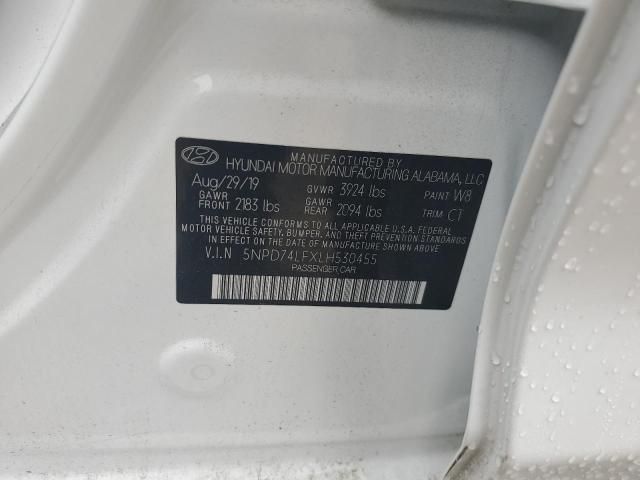 MANUFACTURED BY
HYUNDAI MOTOR MANUFACTURING ALABAMA, LLC
Aug/29/19 GVWR 3924 lbs PAINT W8
GAWR FRONT 2183 lbs GAWR REAR 2094 lbs TRIM CT
THIS VEHICLE CONFORMS TO ALL APPLICABLE U.S.A. FEDERAL
MOTOR VEHICLE SAFETY, BUMPER, AND THEFT PREVENTION STANDARDS
IN EFFECT ON THE DATE OF MANUFACTURE SHOWN ABOVE.
V.I.N 5NPD74LFXLH530455
PASSENGER CAR